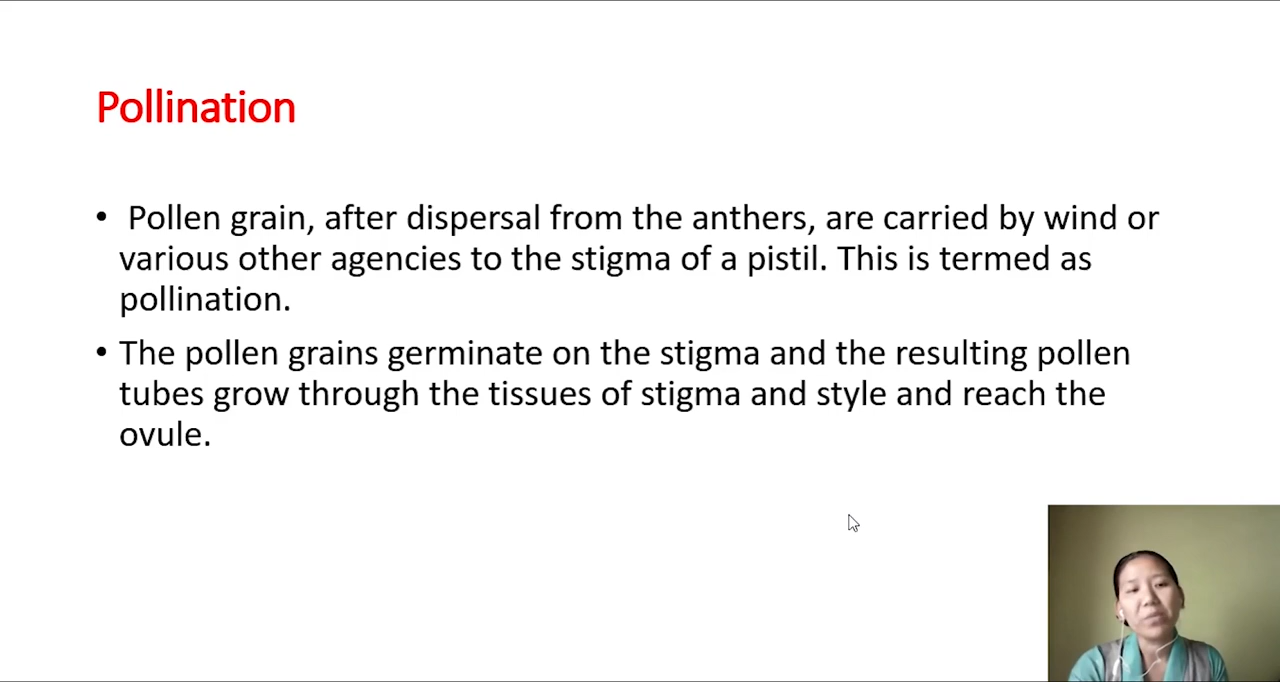 Pollination
• Pollen grain, after dispersal from the anthers, are carried by wind or
various other agencies to the stigma of a pistil. This is termed as
pollination.
• The pollen grains germinate on the stigma and the resulting pollen
tubes grow through the tissues of stigma and style and reach the
ovule.